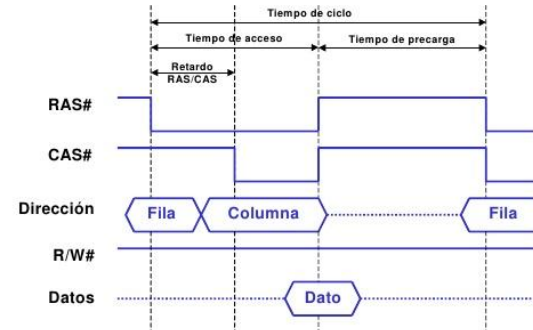 Tiempo de ciclo
Tiempo de acceso
Tiempo de precarga
Retardo
RAS/CAS
RAS#
CAS#
Dirección
Fila
Columna
Fila
R/W#
Datos
Dato